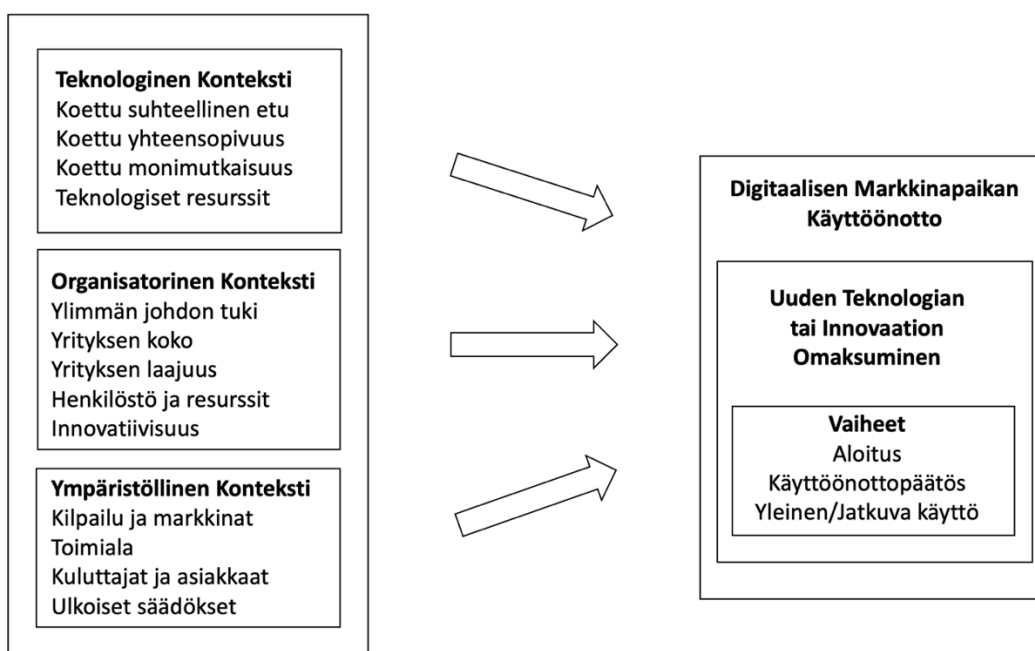 Teknologinen Konteksti
Koettu suhteellinen etu
Koettu yhteensopivuus
Koettu monimutkaisuus
Teknologiset resurssit
Organisatorinen Konteksti
Ylimmän johdon tuki
Yrityksen koko
Yrityksen laajuus
Henkilöstö ja resurssit
Innovatiivisuus
Ympäristöllinen Konteksti
Kilpailu ja markkinat
Toimiala
Kuluttajat ja asiakkaat
Ulkoiset säädökset
Digitaalisen Markkinapaikan
Käyttöönotto
Uuden Teknologian
tai Innovaation
Omaksuminen
Vaiheet
Aloitus
Käyttöönottopäätös
Yleinen/Jatkuva käyttö